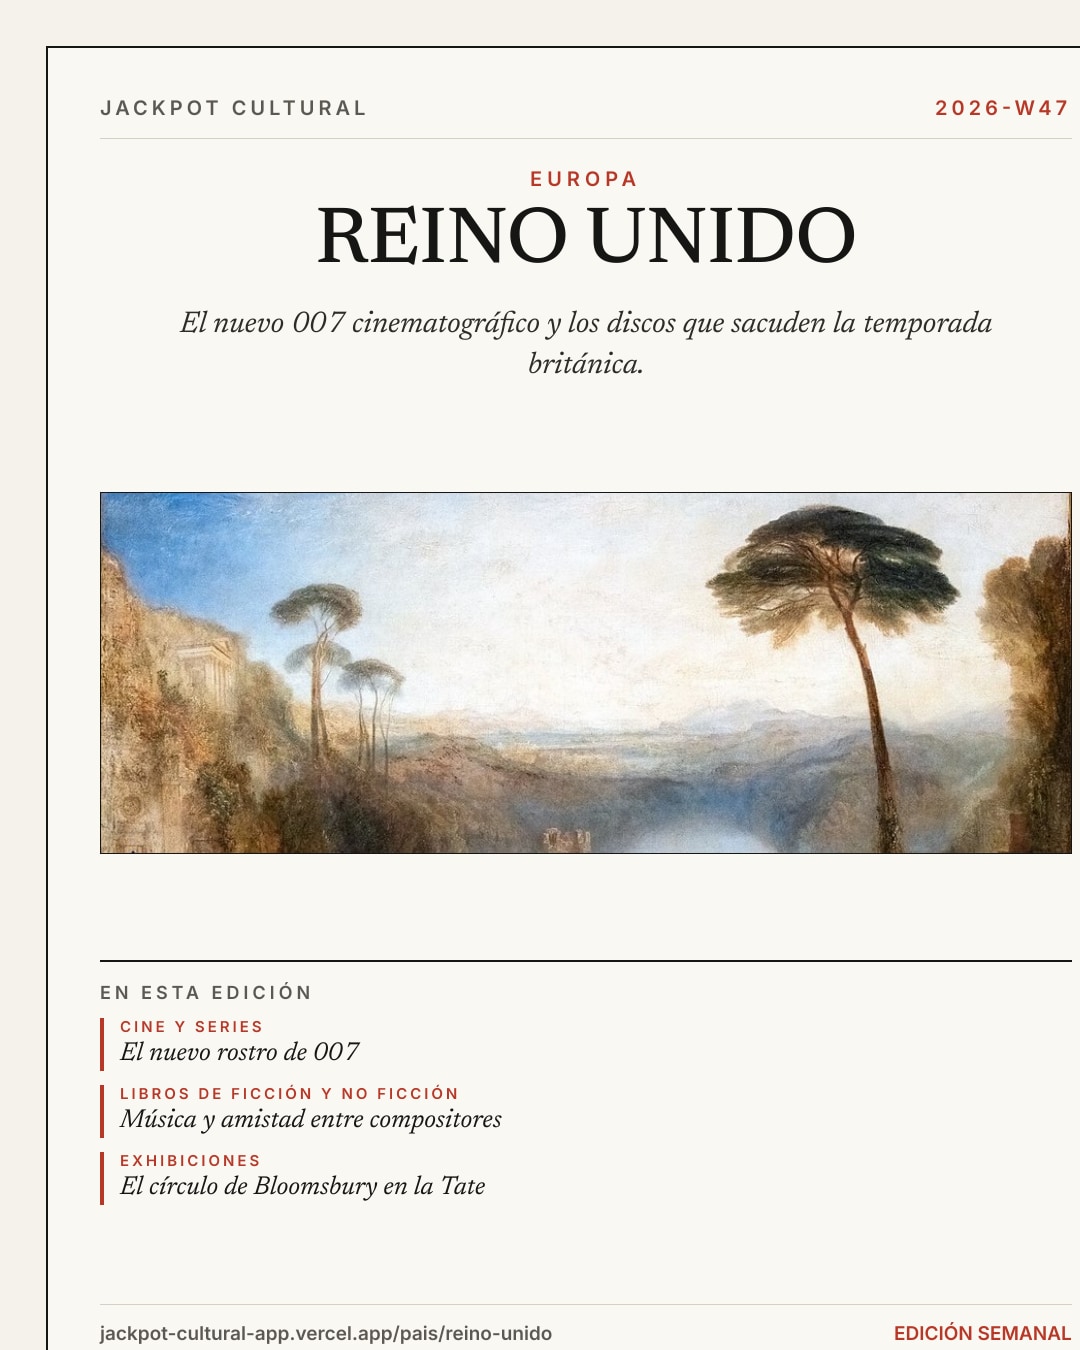 JACKPOT CULTURAL
2026-W47
EUROPA
REINO UNIDO
El nuevo 007 cinematográfico y los discos que sacuden la temporada
británica.
EN ESTA EDICIÓN
CINE Y SERIES
El nuevo rostro de 007
LIBROS DE FICCIÓN Y NO FICCIÓN
Música y amistad entre compositores
EXHIBICIONES
El círculo de Bloomsbury en la Tate
jackpot-cultural-app.vercel.app/pais/reino-unido
EDICIÓN SEMANAL